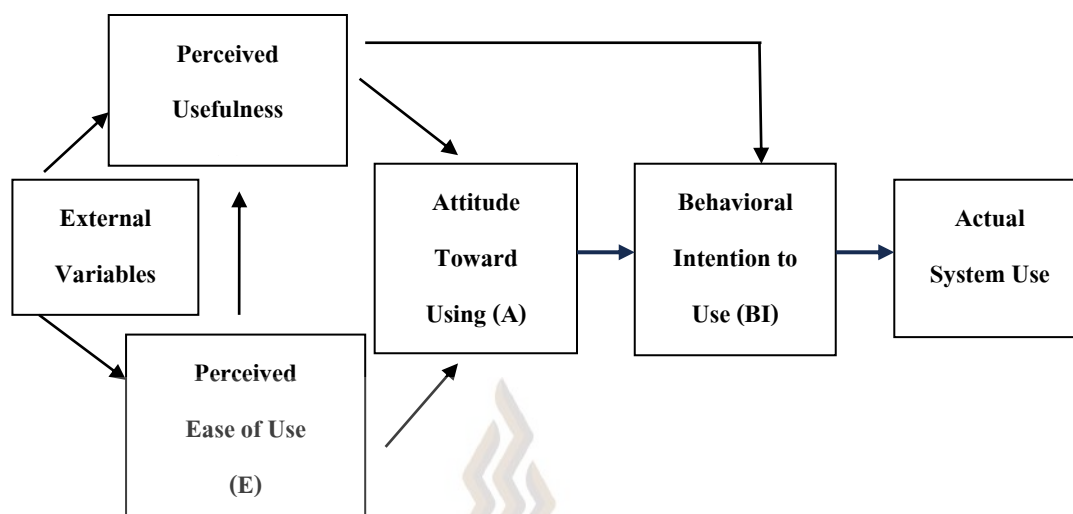 Perceived
Usefulness
External
Variables
Perceived
Ease of Use
(E)
Attitude
Toward
Using (A)
Behavioral
Intention to
Use (BI)
Actual
System Use